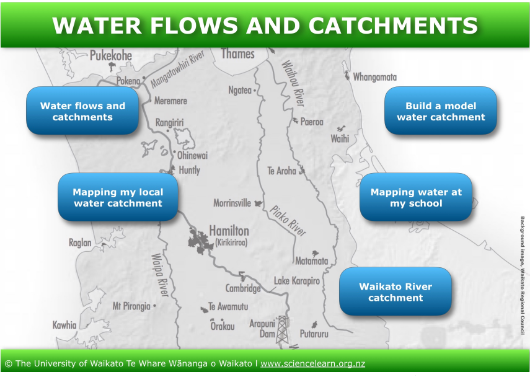 WATER FLOWS AND CATCHMENTS
Pukekohe
Thames
Mangatawhiri River
Pokeno
Waihou River
Whangamata
Ngatea
Meremere
Water flows and
catchments
Build a model
water catchment
Rangiriri
Paeroa
Waihi
Ohinewai
Huntly
Te Aroha
Mapping my local
water catchment
Mapping water at
my school
Morrinsville
Piako River
Hamilton
(Kirikiriroa)
Raglan
Waipa River
Matamata
Lake Karapiro
Cambridge
Waikato River
catchment
Mt Pirongia
Te Awamutu
Kawhia
Orakau
Arapuni
Dam
Putaruru
Background image, Waikato Regional Council
© The University of Waikato Te Whare Wānanga o Waikato l www.sciencelearn.org.nz